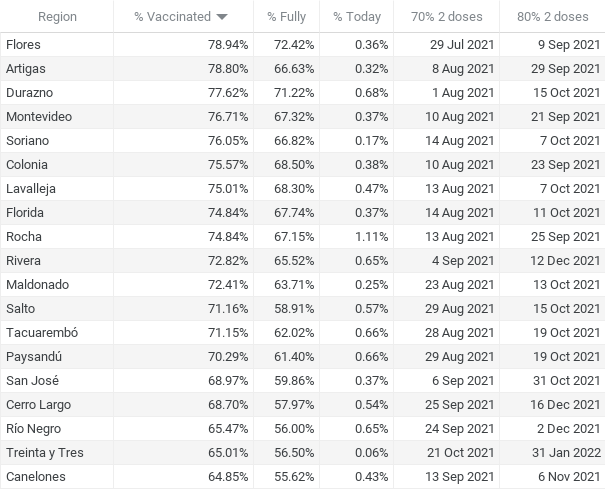 Region % Vaccinated % Fully % Today 70% 2 doses 80% 2 doses
Flores 78.94% 72.42% 0.36% 29 Jul 2021 9 Sep 2021
Artigas 78.80% 66.63% 0.32% 8 Aug 2021 29 Sep 2021
Durazno 77.62% 71.22% 0.68% 1 Aug 2021 15 Oct 2021
Montevideo 76.71% 67.32% 0.37% 10 Aug 2021 21 Sep 2021
Soriano 76.05% 66.82% 0.17% 14 Aug 2021 7 Oct 2021
Colonia 75.57% 68.50% 0.38% 10 Aug 2021 23 Sep 2021
Lavalleja 75.01% 68.30% 0.47% 13 Aug 2021 7 Oct 2021
Florida 74.84% 67.74% 0.37% 14 Aug 2021 11 Oct 2021
Rocha 74.84% 67.15% 1.11% 13 Aug 2021 25 Sep 2021
Rivera 72.82% 65.52% 0.65% 4 Sep 2021 12 Dec 2021
Maldonado 72.41% 63.71% 0.25% 23 Aug 2021 13 Oct 2021
Salto 71.16% 58.91% 0.57% 29 Aug 2021 15 Oct 2021
Tacuarembó 71.15% 62.02% 0.66% 28 Aug 2021 19 Oct 2021
Paysandú 70.29% 61.40% 0.66% 29 Aug 2021 19 Oct 2021
San José 68.97% 59.86% 0.37% 6 Sep 2021 31 Oct 2021
Cerro Largo 68.70% 57.97% 0.54% 25 Sep 2021 16 Dec 2021
Río Negro 65.47% 56.00% 0.65% 24 Sep 2021 2 Dec 2021
Treinta y Tres 65.01% 56.50% 0.06% 21 Oct 2021 31 Jan 2022
Canelones 64.85% 55.62% 0.43% 13 Sep 2021 6 Nov 2021